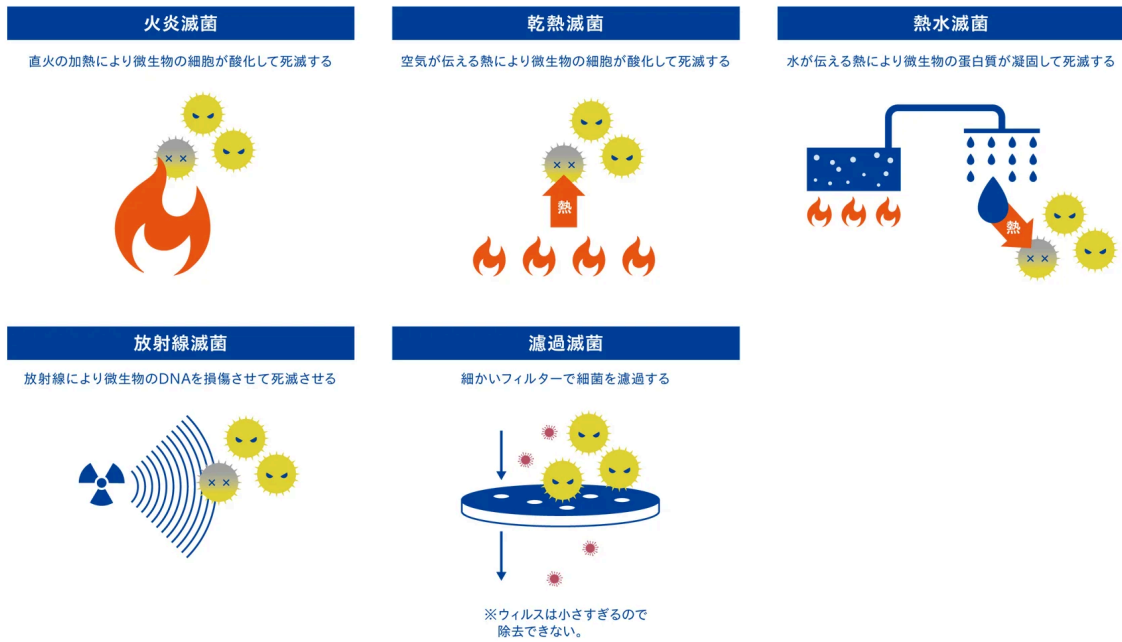 火炎滅菌
直火の加熱により微生物の細胞が酸化して死滅する
乾熱滅菌
空気が伝える熱により微生物の細胞が酸化して死滅する
熱
熱水滅菌
水が伝える熱により微生物の蛋白質が凝固して死滅する
熱
放射線滅菌
放射線により微生物のDNAを損傷させて死滅させる
濾過滅菌
細かいフィルターで細菌を濾過する
※ウィルスは小さすぎるので
除去できない。